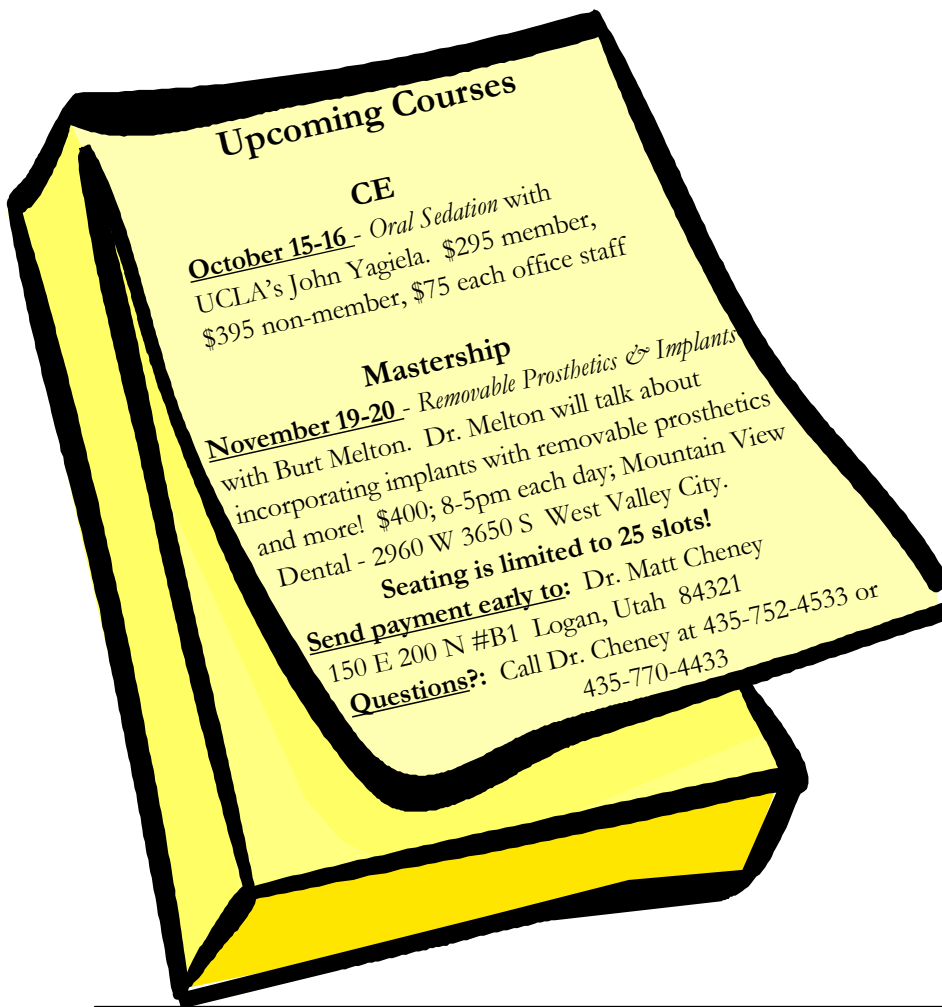 Upcoming Courses
CE
October 15-16 - Oral Sedation with
UCLA's John Yagiela. $295 member,
$395 non-member, $75 each office staff
Mastership
November 19-20 - Removable Prosthetics & Implants
with Burt Melton. Dr. Melton will talk about
incorporating implants with removable prosthetics
and more! $400; 8-5pm each day; Mountain View
Dental - 2960 W 3650 S West Valley City.
Seating is limited to 25 slots!
Send payment early to: Dr. Matt Cheney
150 E 200 N #B1 Logan, Utah 84321
Questions?: Call Dr. Cheney at 435-752-4533 or
435-770-4433